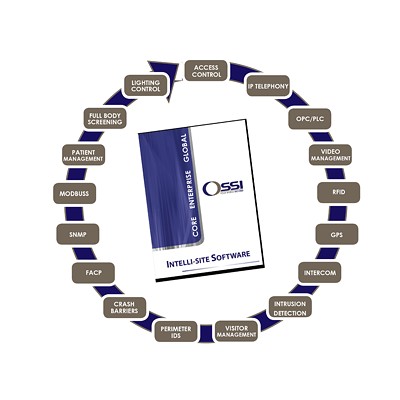 ACCESS
CONTROL
IP TELEPHONY
OPC/PLC
VIDEO
MANAGEMENT
RFID
GPS
INTERCOM
INTRUSION
DETECTION
VISITOR
MANAGEMENT
PERIMETER
IDS
CRASH
BARRIERS
FACP
SNMP
MODBUSS
PATIENT
MANAGEMENT
FULL BODY
SCREENING
LIGHTING
CONTROL
CORE ENTERPRISE GLOBAL
OSSI
INTELLI-SITE SOFTWARE